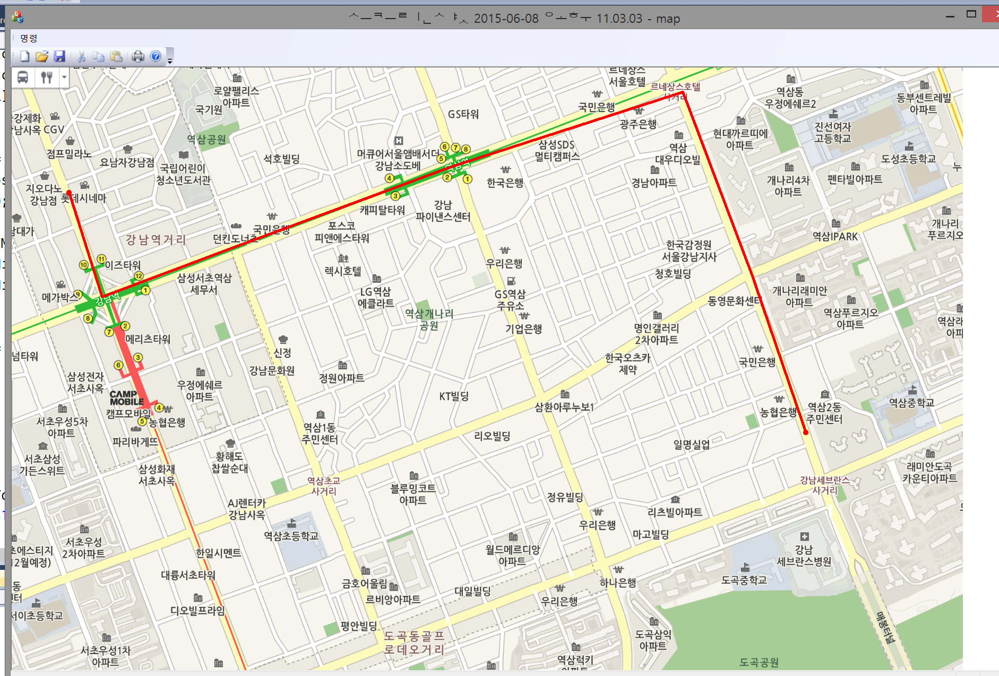 2015-06-08
11.03.03 - map
명령
르네상스
서울호텔
르네상스호텔
사거리
로얄팰리스
아파트
국기원
GS타워
국민은행
광주은행
역삼동
우정에쉐르2
동부센트레빌
아파트
강남사옥 CGV
역삼공원
현대까르띠에
아파트
진선여자
고등학교
점프밀라노
요남자강남점
국립어린이
청소년도서관
석호빌딩
머큐어서울앰배서더
강남소도베
6
7
8
5
역삼역
4
3
2
1
삼성SDS
멀티캠퍼스
역삼
대우디오빌
도성초등학교
누
한국은행
경남아파트
개나리4차
아파트
펜타빌아파트
지오다노
강남점
롯데시네마
캐피탈타워
강남
파이낸스센터
강남역거리
던킨도너츠
국민은행
포스코
피앤에스타워
한국감정원
서울강남지사
역삼IPARK
개나리
푸르지오
우리은행
10
11
이즈타워
렉시호텔
청호빌딩
12
1
삼성서초역삼
세무서
메가박스
9
강남역
8
7
2
LG역삼
에클라트
GS역삼
주유소
동영문화센터
개나리래미안
아파트
역삼푸르지오
아파트
역삼개나리
공원
기업은행
명인갤러리
2차아파트
메리츠타워
넘타워
3
6
신정
강남문화원
정원아파트
한국오츠카
제약
국민은행
삼성전자
서초사옥
우정에쉐르
아파트
CAMP
MOBILE
캠프모바일
4
5
농협은행
파리바게뜨
KT빌딩
삼환아루누보1
농협은행
역삼2동
주민센터
역삼중학교
서초우성5차
아파트
역삼1동
주민센터
리오빌딩
일명실업
서초삼성
가든스위트
황해도
찹쌀순대
삼성화재
서초사옥
역삼초교
사거리
블루밍코트
아파트
정유빌딩
강남세브란스
사거리
래미안도곡
카운티아파트
AJ렌터카
강남사옥
역삼초등학교
우리은행
리츠빌아파트
마고빌딩
서초우성
2차아파트
한일시멘트
월드메르디앙
아파트
강남
세브란스병원
대륭서초타워
금호어울림
르비앙아파트
대일빌딩
우리은행
하나은행
도곡중학교
서이초등학교
디오빌프라임
평안빌딩
도곡동골프
로데오거리
도곡삼익
아파트
매봉터널
서초우성1차
아파트
역삼럭키
아파트
도곡공원